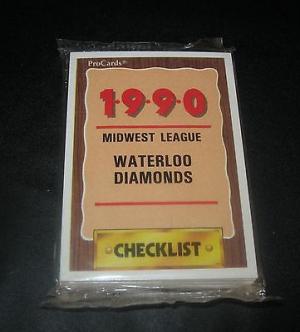 ProCards®
1·9·9·0
MIDWEST LEAGUE
WATERLOO
DIAMONDS
CHECKLIST